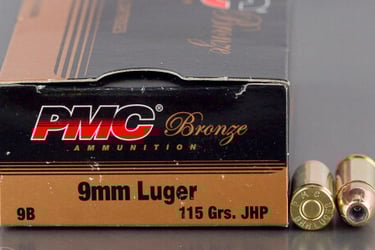 PMC® Bronze
AMMUNITION
9mm Luger
9B 115 Grs. JHP